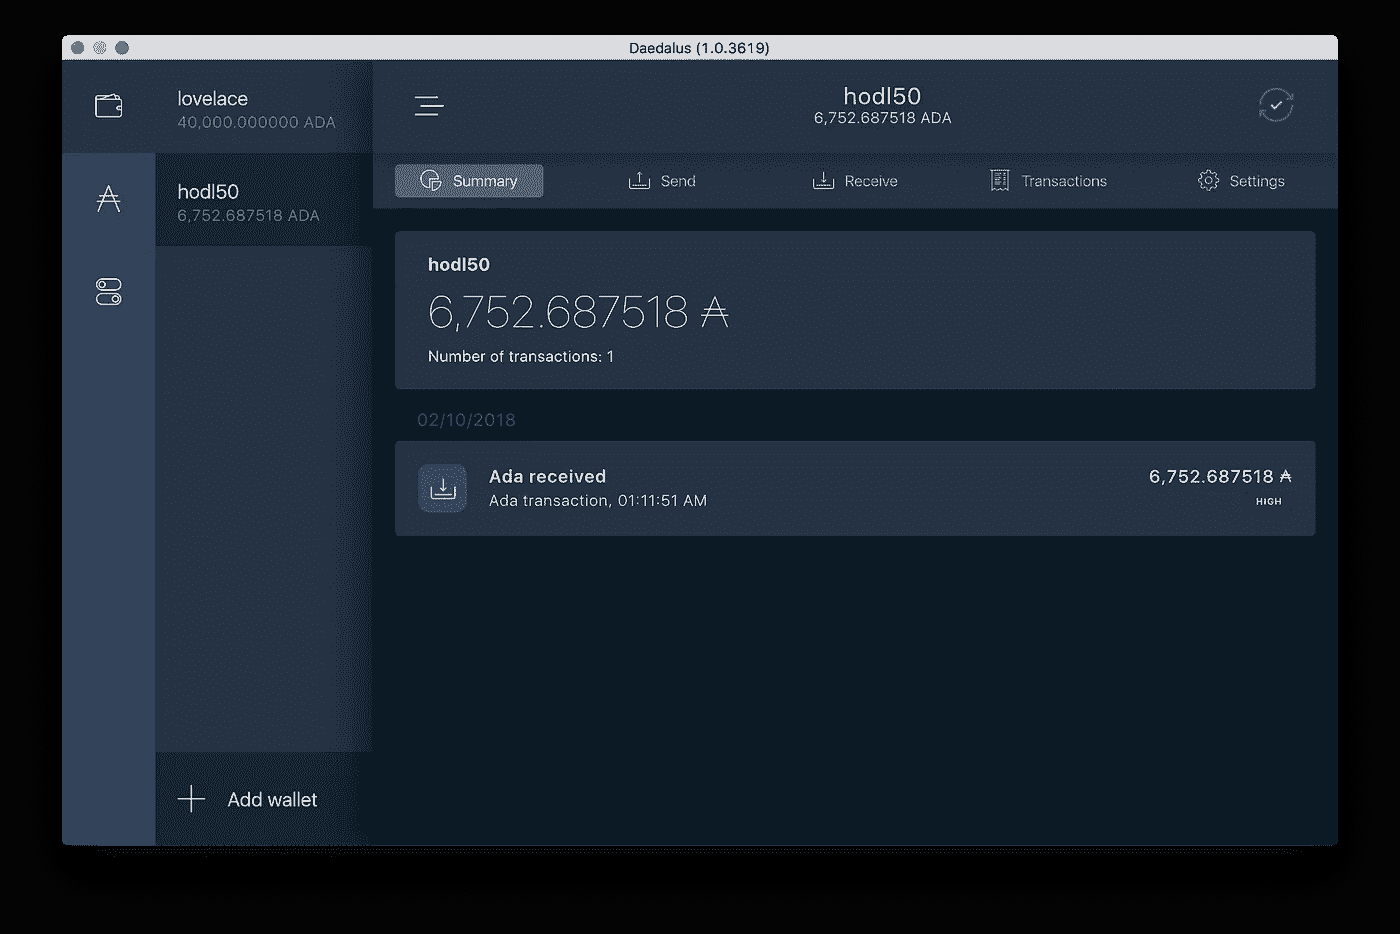 Daedalus (1.0.3619)
lovelace
40,000.000000 ADA
hodl50
6,752.687518 ADA
Add wallet
hodl50
6,752.687518 ADA
Summary
Send
Receive
Transactions
Settings
hodl50
6,752.687518 ₳
Number of transactions: 1
02/10/2018
Ada received
6,752.687518 ₳
Ada transaction, 01:11:51 AM
HIGH